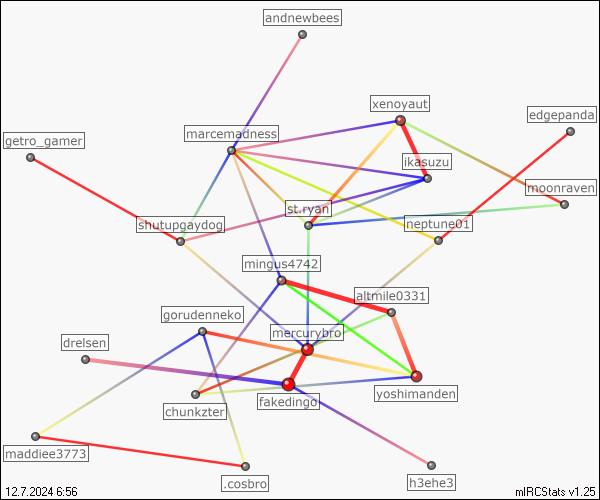 andnewbees
xenoyaut
edgepanda
marcemadness
getro_gamer
ikasuzu
moonraven
st.ryan
shutupgaydog
neptune01
mingus4742
altmile0331
gorudenneko
mercurybro
drelsen
yoshimanden
fakedingo
chunkzter
maddiee3773
.cosbro
h3ehe3
12.7.2024 6:56
mIRCStats v1.25